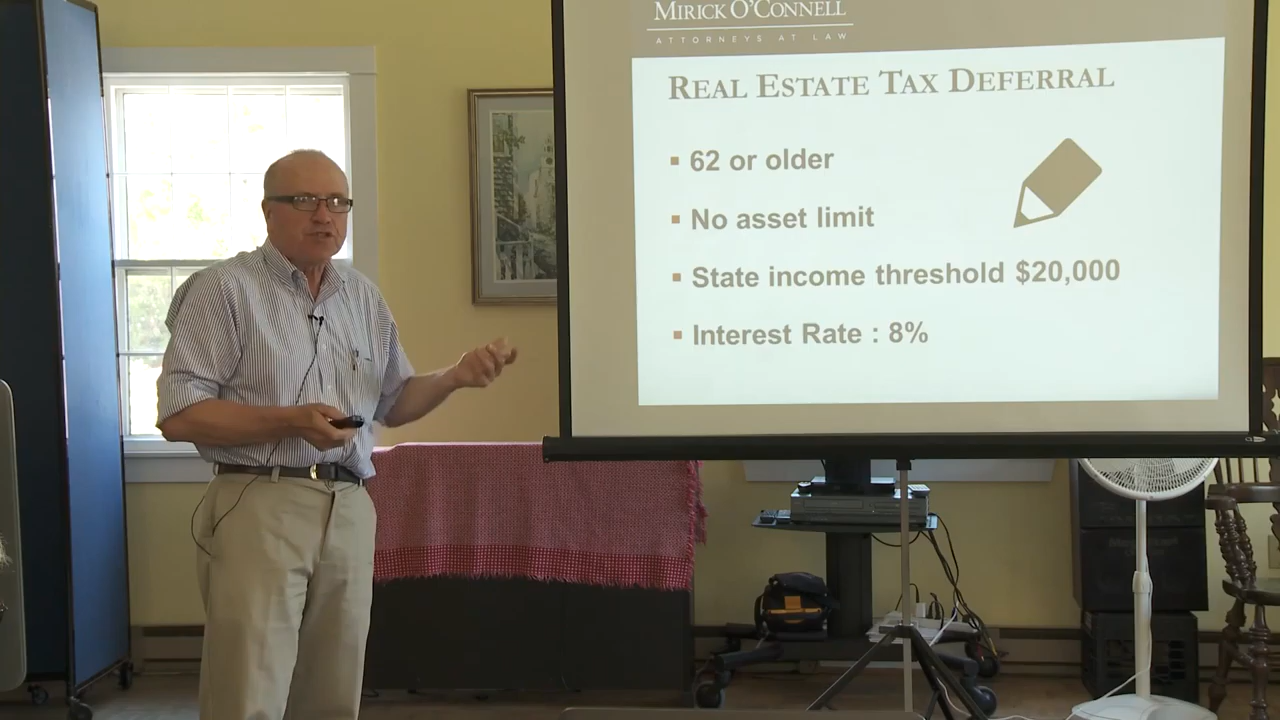 MIRICK O'CONNELL
ATTORNEYS AT LAW
REAL ESTATE TAX DEFERRAL
▪ 62 or older
▪ No asset limit
▪ State income threshold $20,000
▪ Interest Rate : 8%